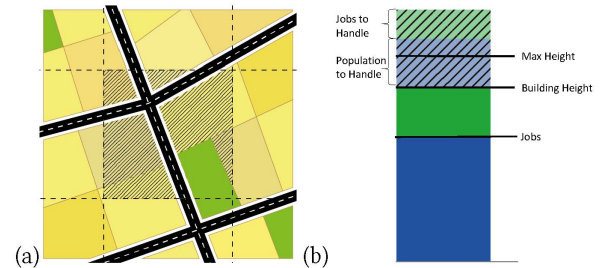 (a)
Jobs to
Handle
Population
to Handle
Max Height
Building Height
Jobs
(b)